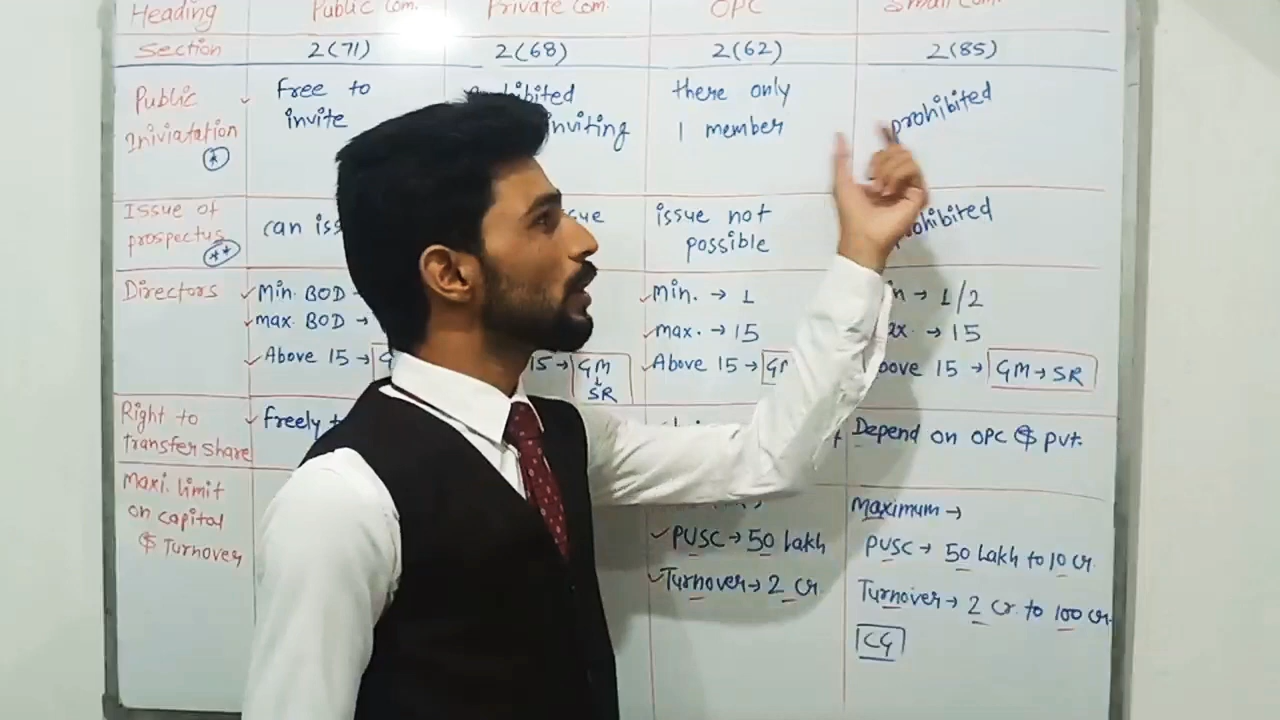 Heading Public Com. Private Com. OPC Small Com.
Section 2(71) 2(68) 2(62) 2(85)
Public Free to Prohibited there only prohibited
Iniviatation invite inviting 1 member
*
Issue of can issue issue not prohibited
prospectus possible
**
Directors Min. BOD → Min. → 1 Min → 1/2
max. BOD → max. → 15 max. → 15
Above 15 → 15 → GM Above 15 → GM Above 15 → GM → SR
↓
SR
Right to Freely Depend on OPC & Pvt.
transfer share
Maxi. limit
on capital Maximum →
& Turnover PUSC → 50 Lakh PUSC → 50 Lakh to 10 cr.
Turnover → 2 Cr Turnover → 2 Cr. to 100 Cr.
CG